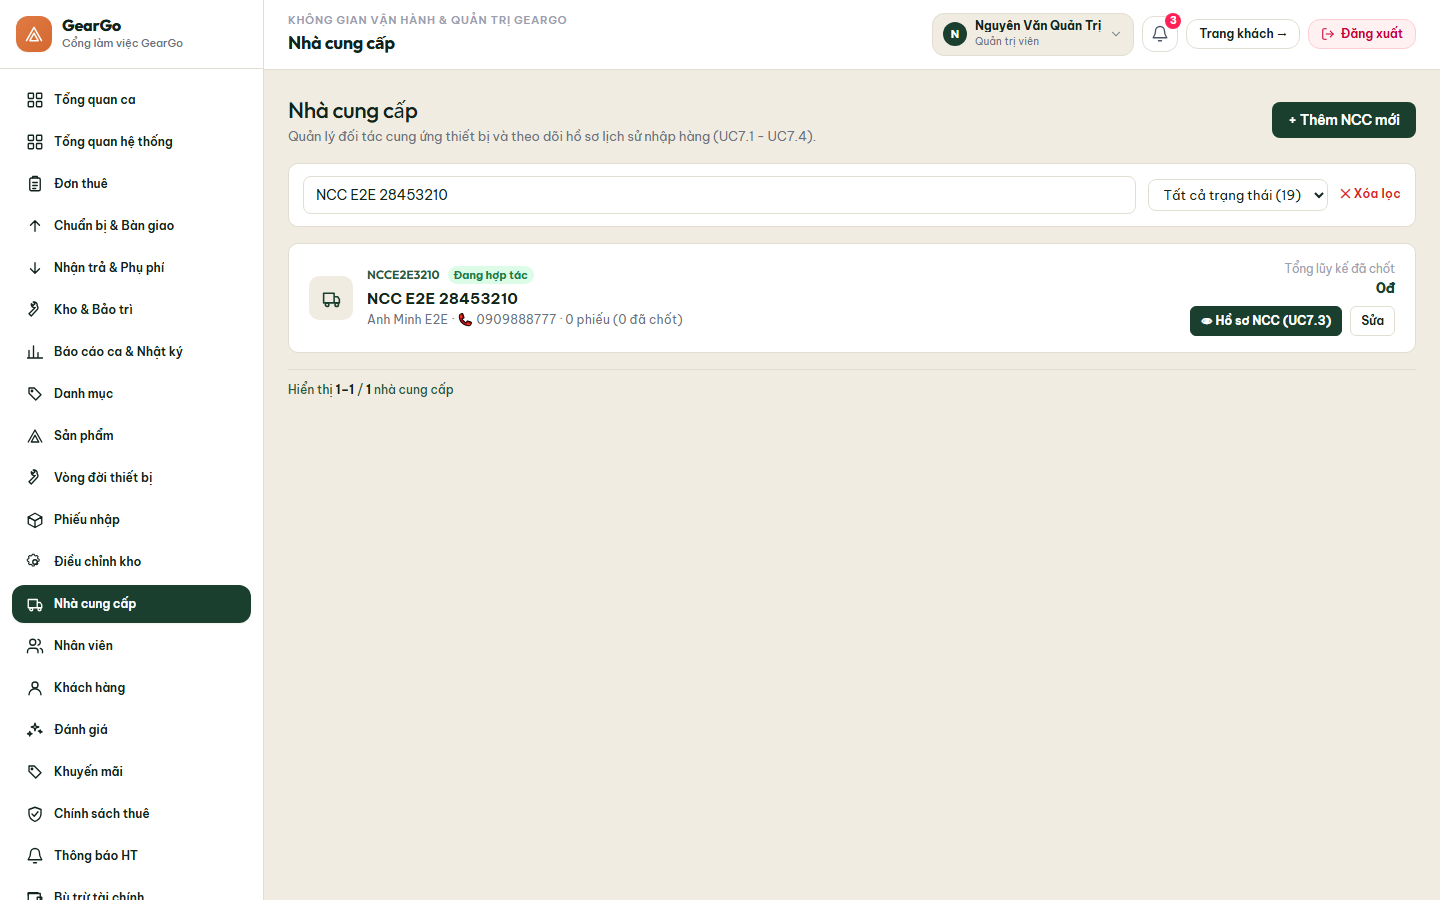 GearGo
Cổng làm việc GearGo
Tổng quan ca
Tổng quan hệ thống
Đơn thuê
Chuẩn bị & Bàn giao
Nhận trả & Phụ phí
Kho & Bảo trì
Báo cáo ca & Nhật ký
Danh mục
Sản phẩm
Vòng đời thiết bị
Phiếu nhập
Điều chỉnh kho
Nhà cung cấp
Nhân viên
Khách hàng
Đánh giá
Khuyến mãi
Chính sách thuê
Thông báo HT
Bù trừ tài chính
KHÔNG GIAN VẬN HÀNH & QUẢN TRỊ GEARGO
Nhà cung cấp
N
Nguyễn Văn Quản Trị
Quản trị viên
3
Trang khách →
Đăng xuất
Nhà cung cấp
Quản lý đối tác cung ứng thiết bị và theo dõi hồ sơ lịch sử nhập hàng (UC7.1 - UC7.4).
+ Thêm NCC mới
NCC E2E 28453210
Tất cả trạng thái (19)
Xóa lọc
NCCE2E3210 Đang hợp tác
NCC E2E 28453210
Anh Minh E2E · 📞 0909888777 · 0 phiếu (0 đã chốt)
Tổng lũy kế đã chốt
0đ
Hồ sơ NCC (UC7.3)
Sửa
Hiển thị 1–1 / 1 nhà cung cấp